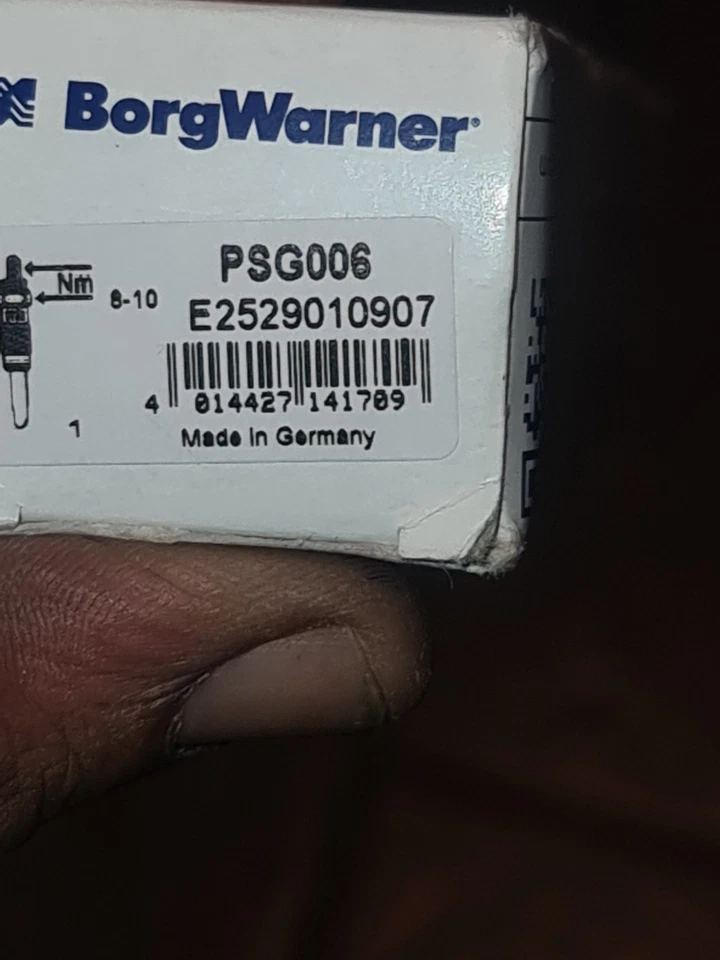 BorgWarner
PSG006
Nm
8-10
E2529010907
4 014427 141709
1
Made in Germany